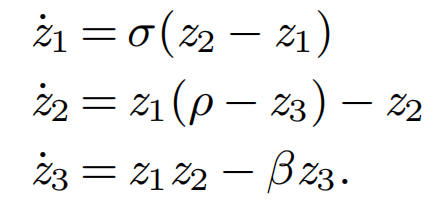 ż₁ = σ(z₂ − z₁)
ż₂ = z₁(ρ − z₃) − z₂
ż₃ = z₁z₂ − βz₃.